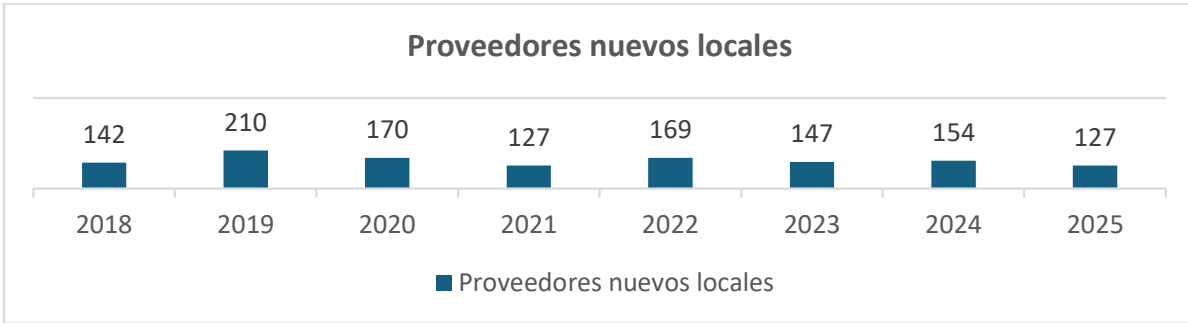 Proveedores nuevos locales
142 210 170 127 169 147 154 127
2018 2019 2020 2021 2022 2023 2024 2025
Proveedores nuevos locales